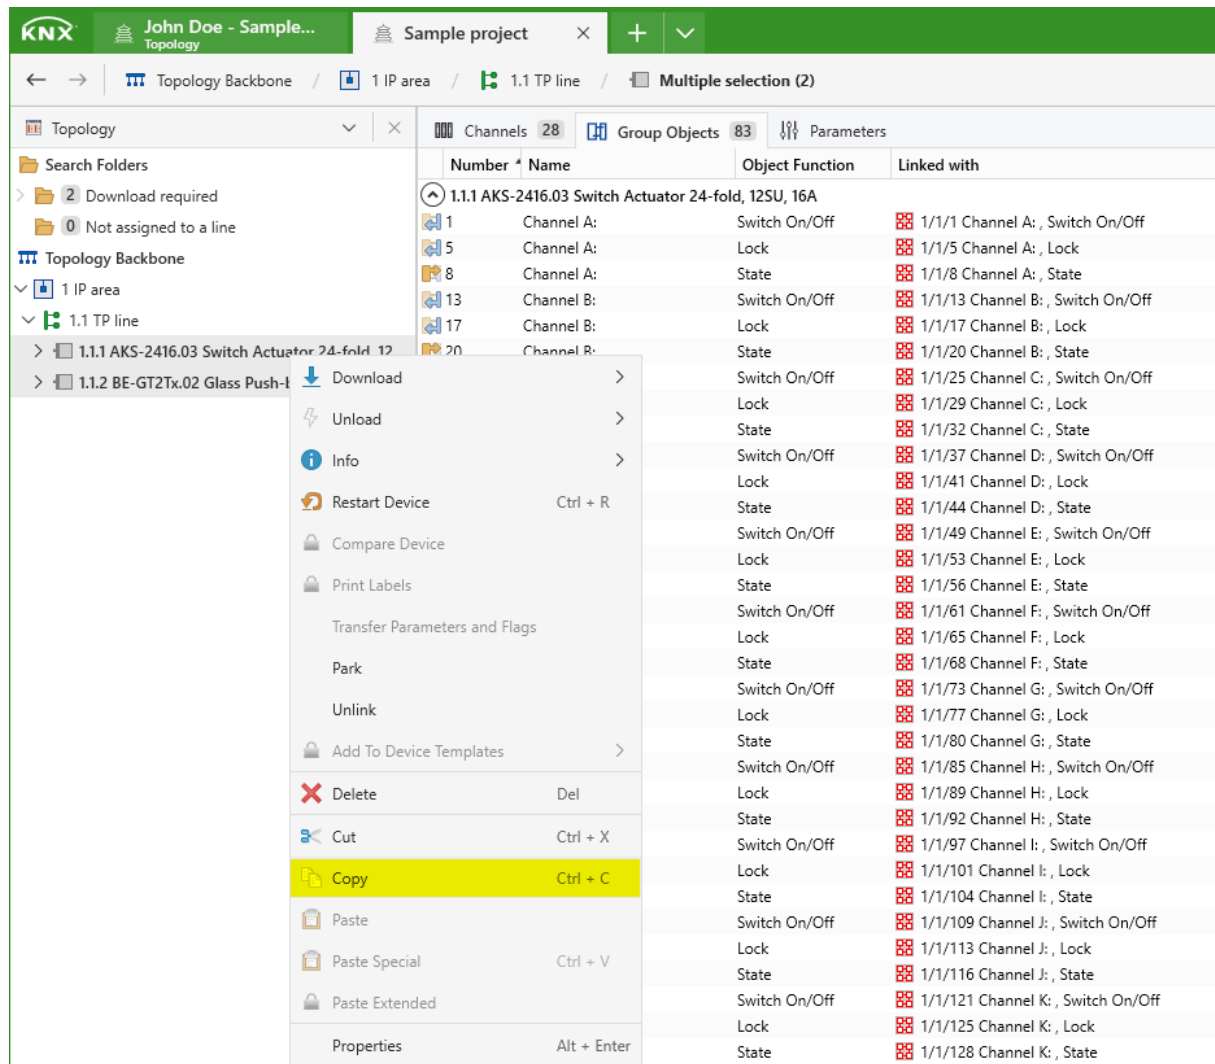 KNX
John Doe - Sample...
Topology
Sample project
Topology Backbone / 1 IP area / 1.1 TP line / Multiple selection (2)
Topology
Search Folders
2 Download required
0 Not assigned to a line
Topology Backbone
1 IP area
1.1 TP line
1.1.1 AKS-2416.03 Switch Actuator 24-fold, 12
1.1.2 BE-GT2Tx.02 Glass Push-
Channels 28 Group Objects 83 Parameters
Number Name Object Function Linked with
1.1.1 AKS-2416.03 Switch Actuator 24-fold, 12SU, 16A
1 Channel A: Switch On/Off 1/1/1 Channel A: , Switch On/Off
5 Channel A: Lock 1/1/5 Channel A: , Lock
8 Channel A: State 1/1/8 Channel A: , State
13 Channel B: Switch On/Off 1/1/13 Channel B: , Switch On/Off
17 Channel B: Lock 1/1/17 Channel B: , Lock
20 Channel B: State 1/1/20 Channel B: , State
Switch On/Off 1/1/25 Channel C: , Switch On/Off
Lock 1/1/29 Channel C: , Lock
State 1/1/32 Channel C: , State
Switch On/Off 1/1/37 Channel D: , Switch On/Off
Lock 1/1/41 Channel D: , Lock
State 1/1/44 Channel D: , State
Switch On/Off 1/1/49 Channel E: , Switch On/Off
Lock 1/1/53 Channel E: , Lock
State 1/1/56 Channel E: , State
Switch On/Off 1/1/61 Channel F: , Switch On/Off
Lock 1/1/65 Channel F: , Lock
State 1/1/68 Channel F: , State
Switch On/Off 1/1/73 Channel G: , Switch On/Off
Lock 1/1/77 Channel G: , Lock
State 1/1/80 Channel G: , State
Switch On/Off 1/1/85 Channel H: , Switch On/Off
Lock 1/1/89 Channel H: , Lock
State 1/1/92 Channel H: , State
Switch On/Off 1/1/97 Channel I: , Switch On/Off
Lock 1/1/101 Channel I: , Lock
State 1/1/104 Channel I: , State
Switch On/Off 1/1/109 Channel J: , Switch On/Off
Lock 1/1/113 Channel J: , Lock
State 1/1/116 Channel J: , State
Switch On/Off 1/1/121 Channel K: , Switch On/Off
Lock 1/1/125 Channel K: , Lock
State 1/1/128 Channel K: , State
Download
Unload
Info
Restart Device Ctrl + R
Compare Device
Print Labels
Transfer Parameters and Flags
Park
Unlink
Add To Device Templates
Delete Del
Cut Ctrl + X
Copy Ctrl + C
Paste
Paste Special Ctrl + V
Paste Extended
Properties Alt + Enter